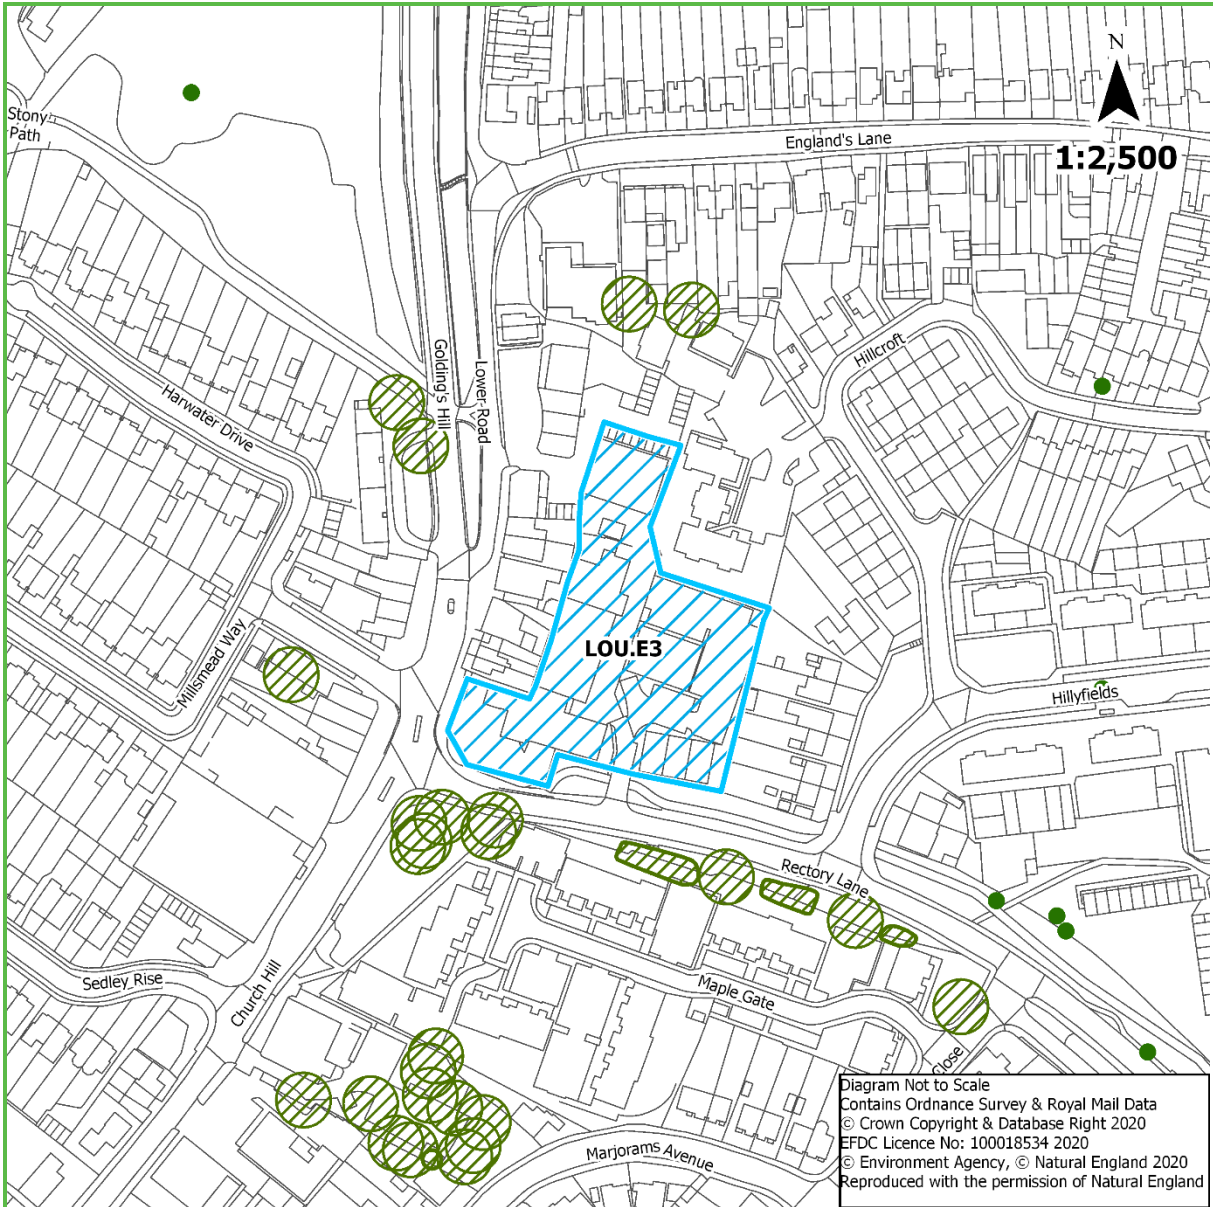 N
1:2,500
Stony
Path
England's Lane
Hillcroft
Golding's Hill
Lower Road
Harwater Drive
LOU.E3
Millsmead Way
Hillyfields
Rectory Lane
Sedley Rise
Church Hill
Maple Gate
Close
Marjorams Avenue
Diagram Not to Scale
Contains Ordnance Survey & Royal Mail Data
© Crown Copyright & Database Right 2020
EFDC Licence No: 100018534 2020
© Environment Agency, © Natural England 2020
Reproduced with the permission of Natural England